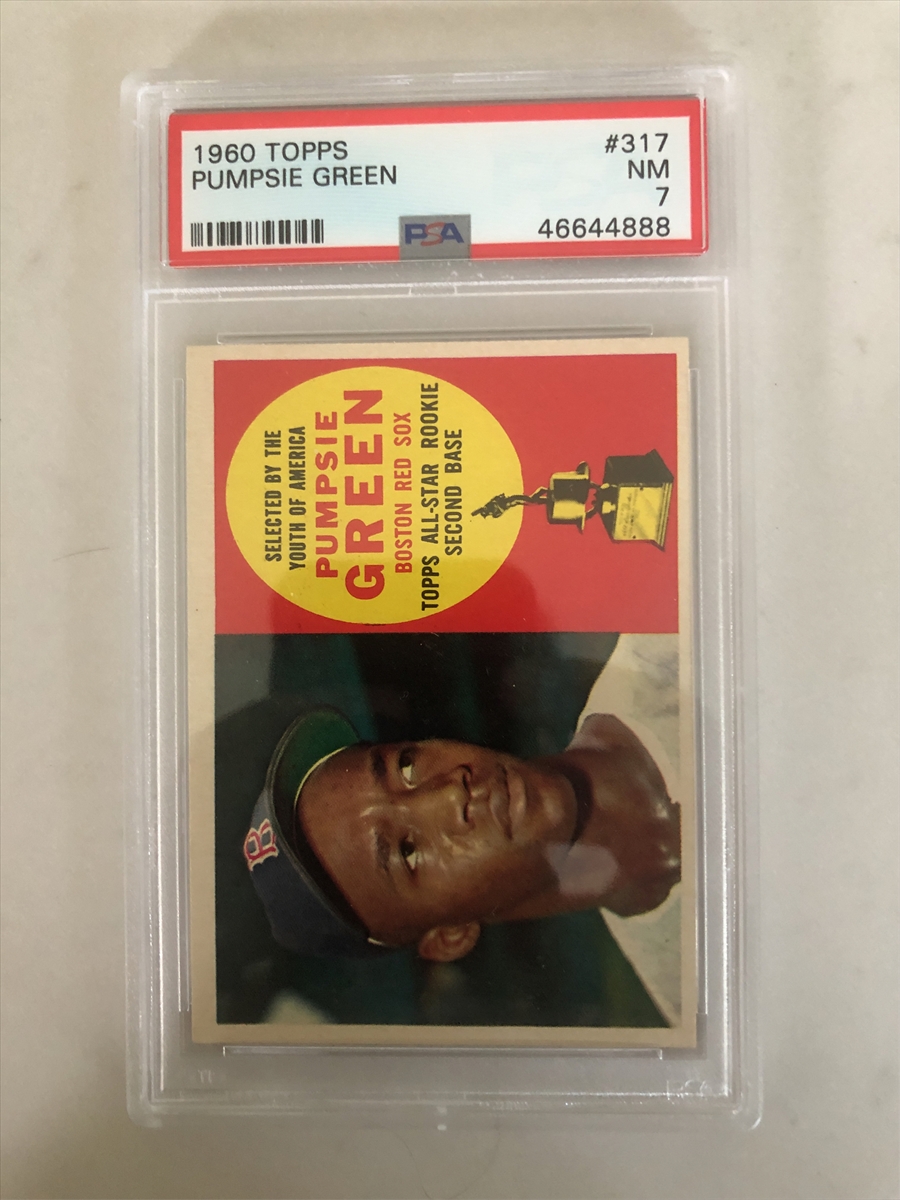 1960 TOPPS #317
PUMPSIE GREEN NM
7
PSA 46644888
SELECTED BY THE
YOUTH OF AMERICA
PUMPSIE
GREEN
BOSTON RED SOX
TOPPS ALL-STAR ROOKIE
SECOND BASE
B